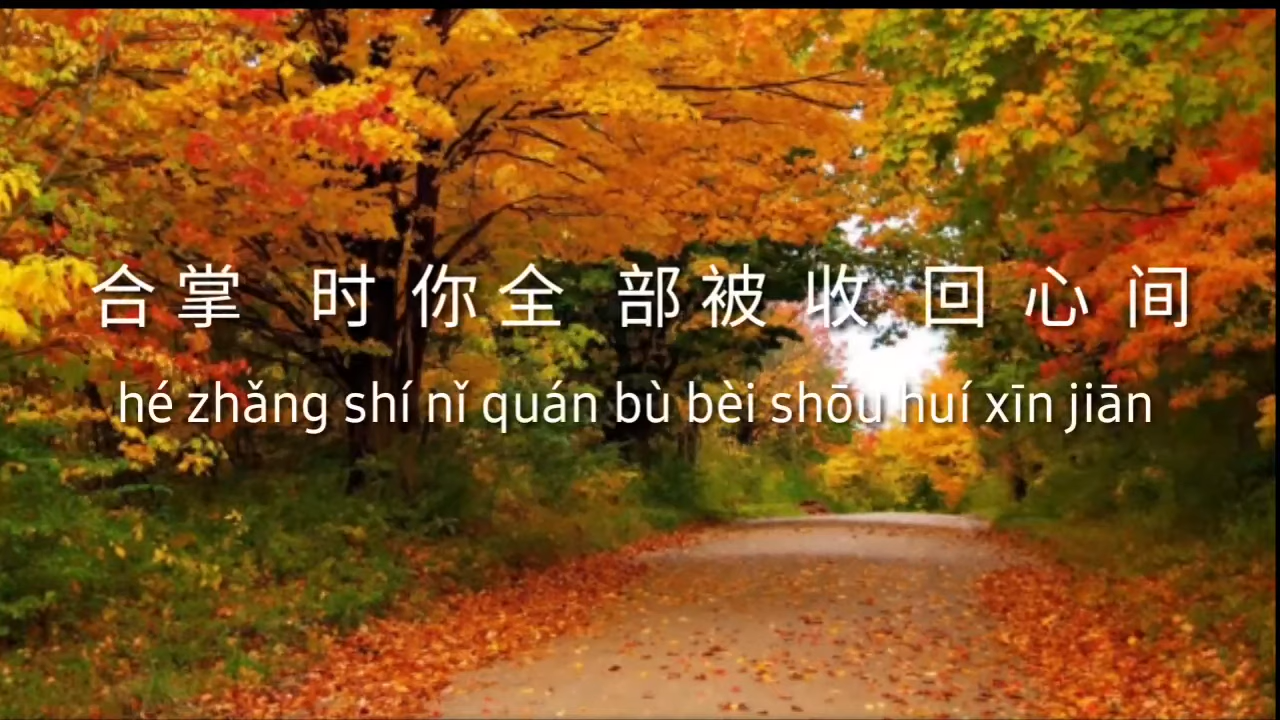 合掌 时 你全 部被 收 回 心 间
hé zhǎng shí nǐ quán bù bèi shōu huí xīn jiān